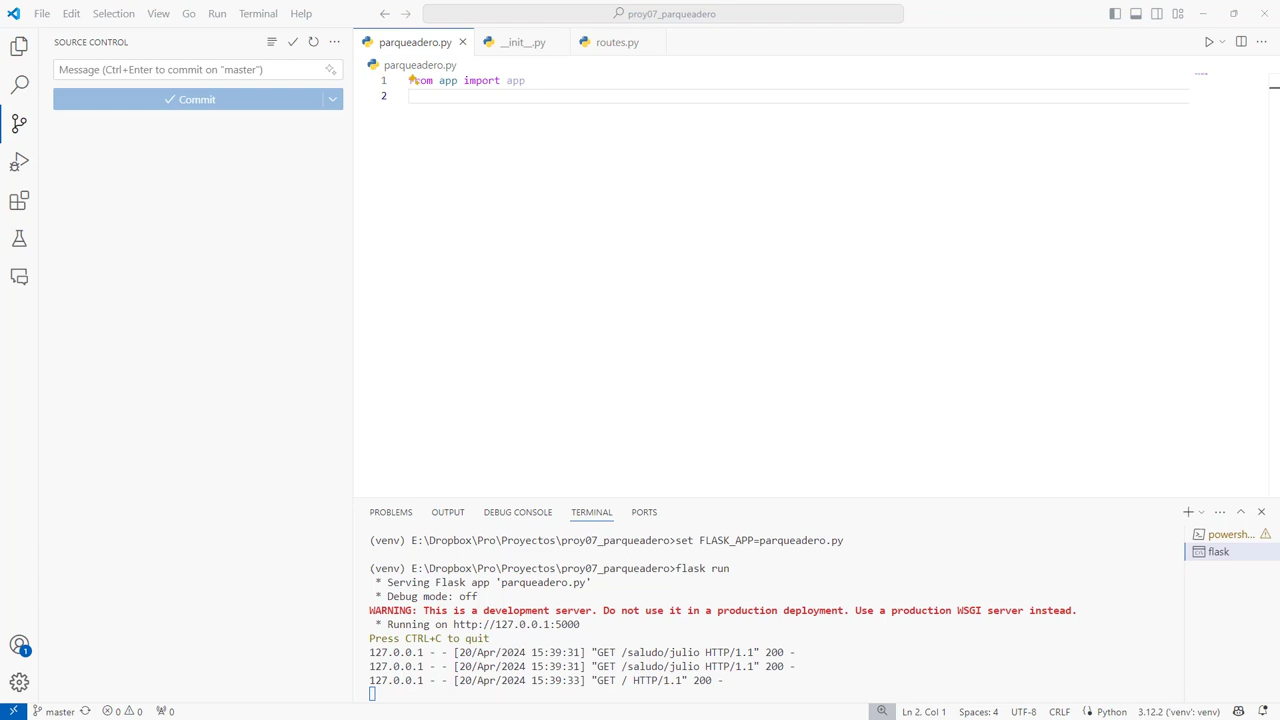 File Edit Selection View Go Run Terminal Help
proy07_parqueadero
SOURCE CONTROL
Message (Ctrl+Enter to commit on "master")
Commit
parqueadero.py
__init__.py
routes.py
parqueadero.py
1 from app import app
2
PROBLEMS OUTPUT DEBUG CONSOLE TERMINAL PORTS
powersh...
flask
(venv) E:\Dropbox\Pro\Proyectos\proy07_parqueadero>set FLASK_APP=parqueadero.py
(venv) E:\Dropbox\Pro\Proyectos\proy07_parqueadero>flask run
* Serving Flask app 'parqueadero.py'
* Debug mode: off
WARNING: This is a development server. Do not use it in a production deployment. Use a production WSGI server instead.
* Running on http://127.0.0.1:5000
Press CTRL+C to quit
127.0.0.1 - - [20/Apr/2024 15:39:31] "GET /saludo/julio HTTP/1.1" 200 -
127.0.0.1 - - [20/Apr/2024 15:39:31] "GET /saludo/julio HTTP/1.1" 200 -
127.0.0.1 - - [20/Apr/2024 15:39:33] "GET / HTTP/1.1" 200 -
1
master 0 0 0 Ln 2, Col 1 Spaces: 4 UTF-8 CRLF Python 3.12.2 ('venv': venv)